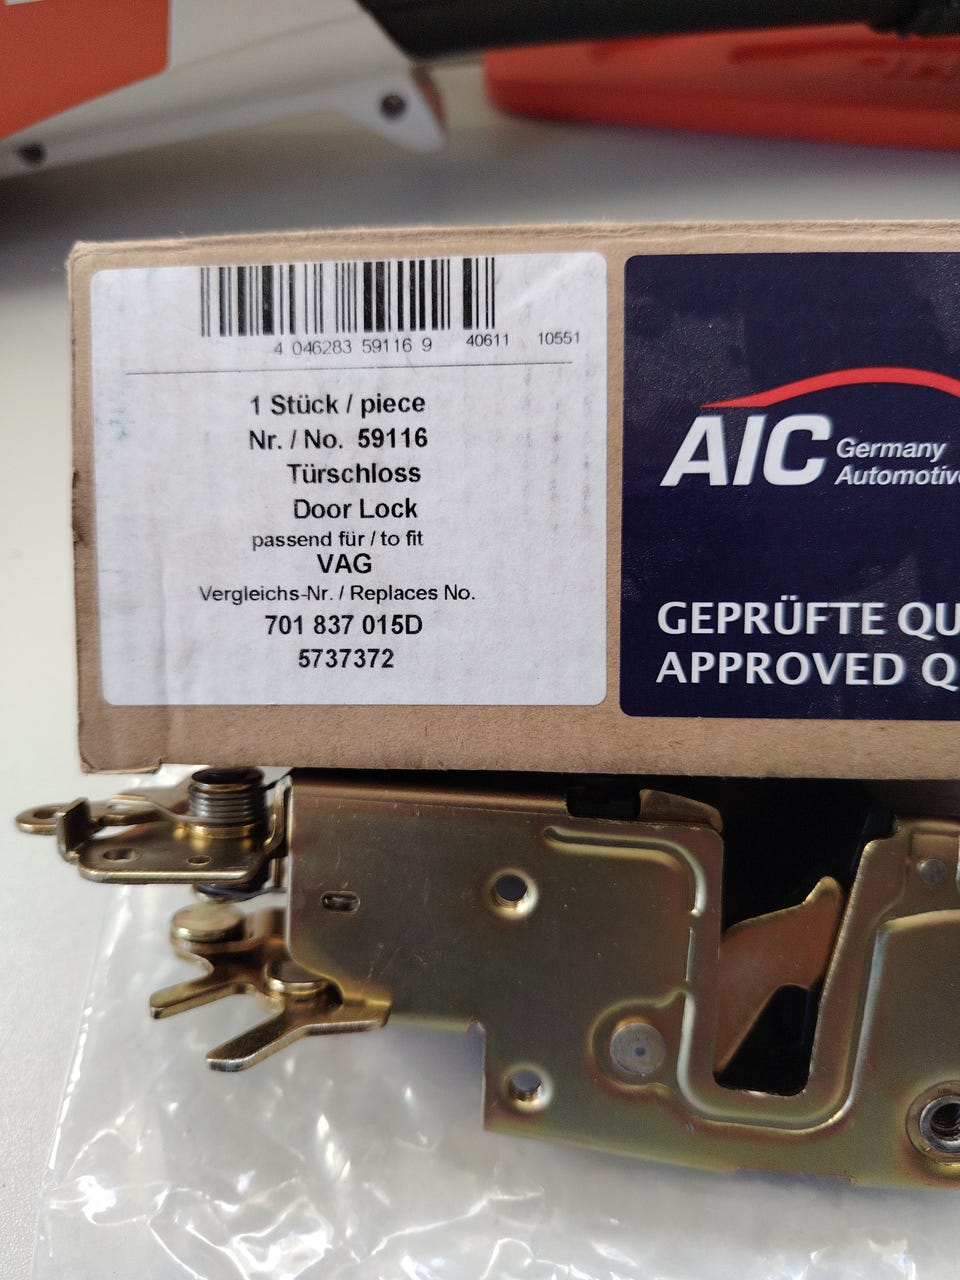 4 046283 59116 9 40611 10551
1 Stück / piece
Nr. / No. 59116
Türschloss
Door Lock
passend für / to fit
VAG
Vergleichs-Nr. / Replaces No.
701 837 015D
5737372
AIC Germany
Automotive
GEPRÜFTE QU
APPROVED Q